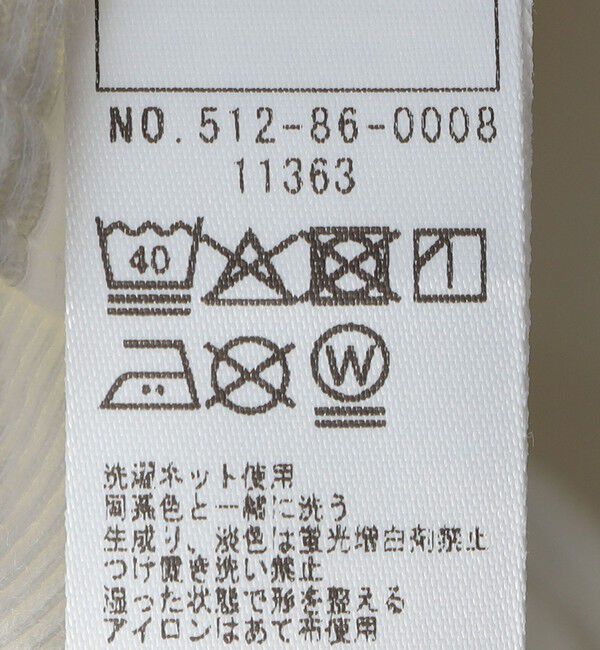 NO.512-86-0008
11363
40
W
洗濯ネット使用
同系色と一緒に洗う
生成り、淡色は蛍光増白剤禁止
つけ置き洗い禁止
湿った状態で形を整える
アイロンはあて布使用